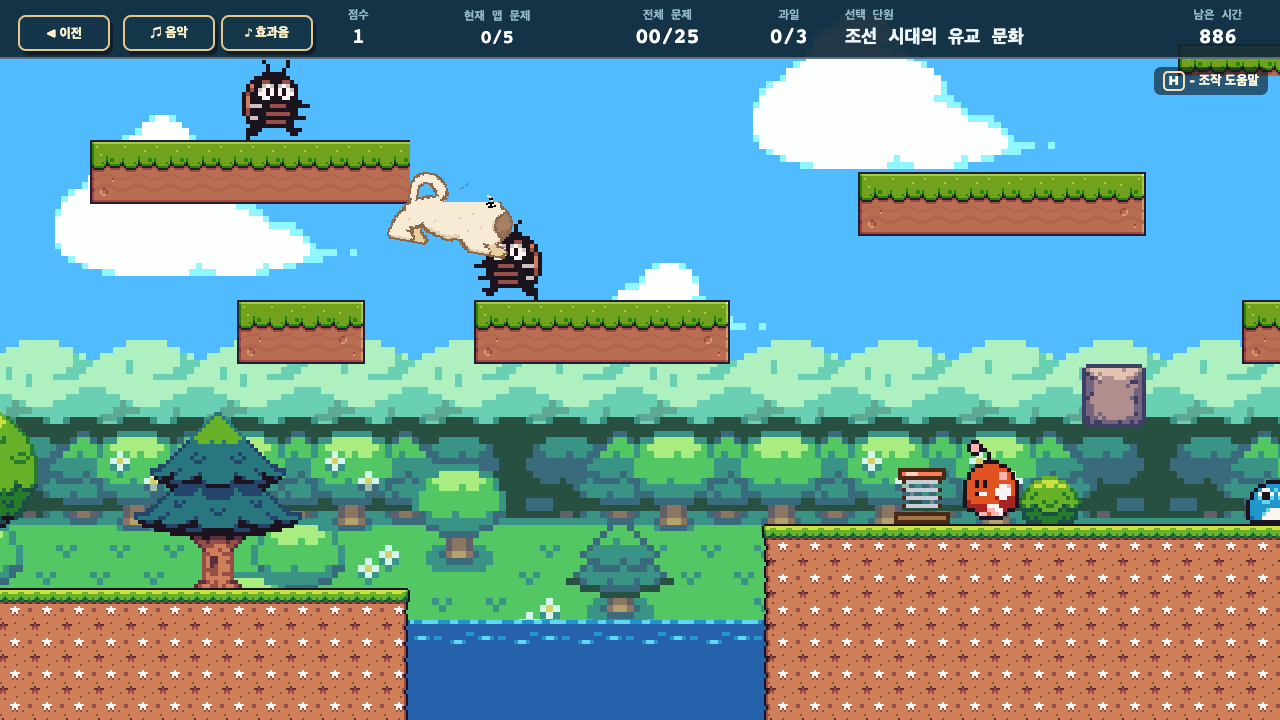 ◀ 이전
♫ 음악
♪ 효과음
점수
1
현재 맵 문제
0/5
전체 문제
00/25
과일
0/3
선택 단원
조선 시대의 유교 문화
남은 시간
886
H - 조작 도움말